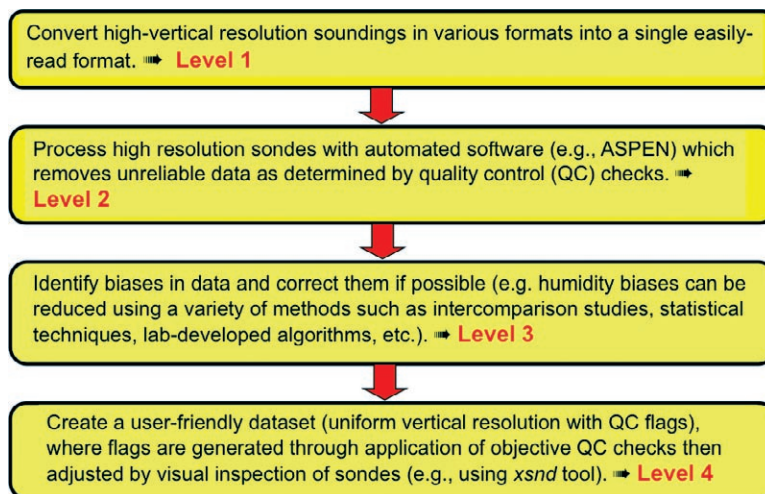 Convert high-vertical resolution soundings in various formats into a single easily-
read format. ➠ Level 1
Process high resolution sondes with automated software (e.g., ASPEN) which
removes unreliable data as determined by quality control (QC) checks. ➠
Level 2
Identify biases in data and correct them if possible (e.g. humidity biases can be
reduced using a variety of methods such as intercomparison studies, statistical
techniques, lab-developed algorithms, etc.). ➠ Level 3
Create a user-friendly dataset (uniform vertical resolution with QC flags),
where flags are generated through application of objective QC checks then
adjusted by visual inspection of sondes (e.g., using xsnd tool). ➠ Level 4